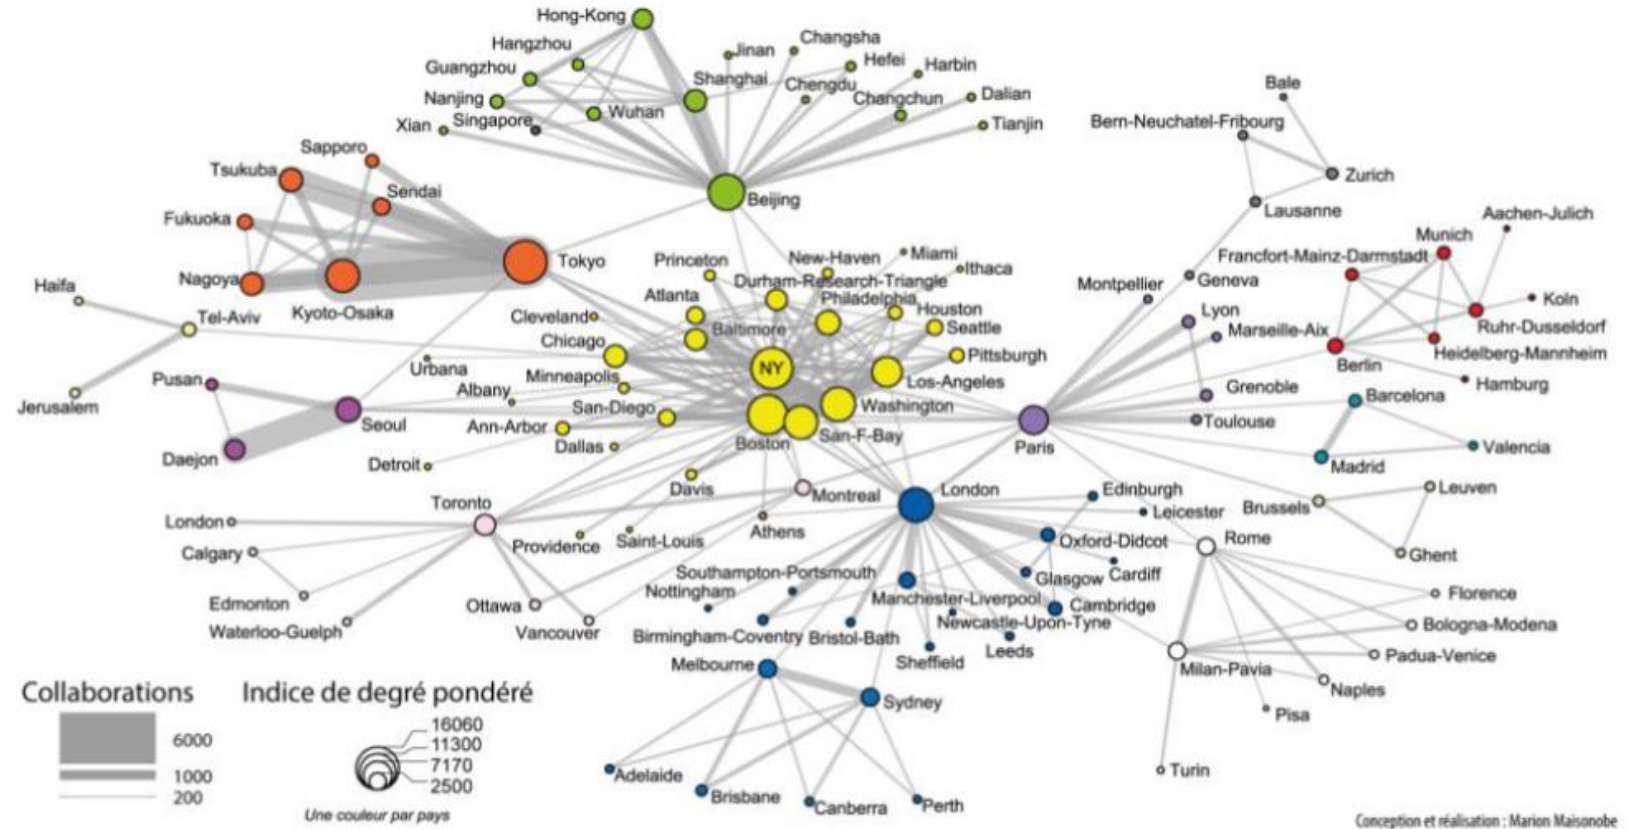 Hong-Kong
Hangzhou
Jinan
Changsha
Guangzhou
Shanghai
Hefei
Harbin
Nanjing
Chengdu
Bale
Xian
Singapore
Wuhan
Changchun
Dalian
Tianjin
Bern-Neuchatel-Fribourg
Sapporo
Tsukuba
Sendai
Beijing
Zurich
Lausanne
Fukuoka
Aachen-Julich
Munich
Tokyo
Princeton
New-Haven
Miami
Francfort-Mainz-Darmstadt
Nagoya
Durham-Research-Triangle
Ithaca
Geneva
Haifa
Kyoto-Osaka
Atlanta
Philadelphia
Houston
Montpellier
Koln
Tel-Aviv
Cleveland
Baltimore
Seattle
Lyon
Marseille-Aix
Ruhr-Dusseldorf
Chicago
NY
Pittsburgh
Berlin
Heidelberg-Mannheim
Urbana
Minneapolis
Los-Angeles
Grenoble
Hamburg
Pusan
Albany
San-Diego
Washington
Barcelona
Jerusalem
Seoul
Ann-Arbor
Boston
San-F-Bay
Paris
Toulouse
Dallas
Valencia
Daejon
Detroit
Madrid
Davis
Montreal
London
Edinburgh
Brussels
Leuven
Toronto
Leicester
London
Athens
Oxford-Didcot
Rome
Calgary
Providence
Saint-Louis
Ghent
Southampton-Portsmouth
Glasgow
Cardiff
Nottingham
Edmonton
Ottawa
Manchester-Liverpool
Cambridge
Florence
Waterloo-Guelph
Vancouver
Newcastle-Upon-Tyne
Bologna-Modena
Birmingham-Coventry
Bristol-Bath
Leeds
Melbourne
Sheffield
Milan-Pavia
Padua-Venice
Naples
Sydney
Pisa
Adelaide
Turin
Brisbane
Canberra
Perth
Collaborations
6000
1000
200
Indice de degré pondéré
16060
11300
7170
2500
Une couleur par pays
Conception et réalisation : Marion Maisonobe